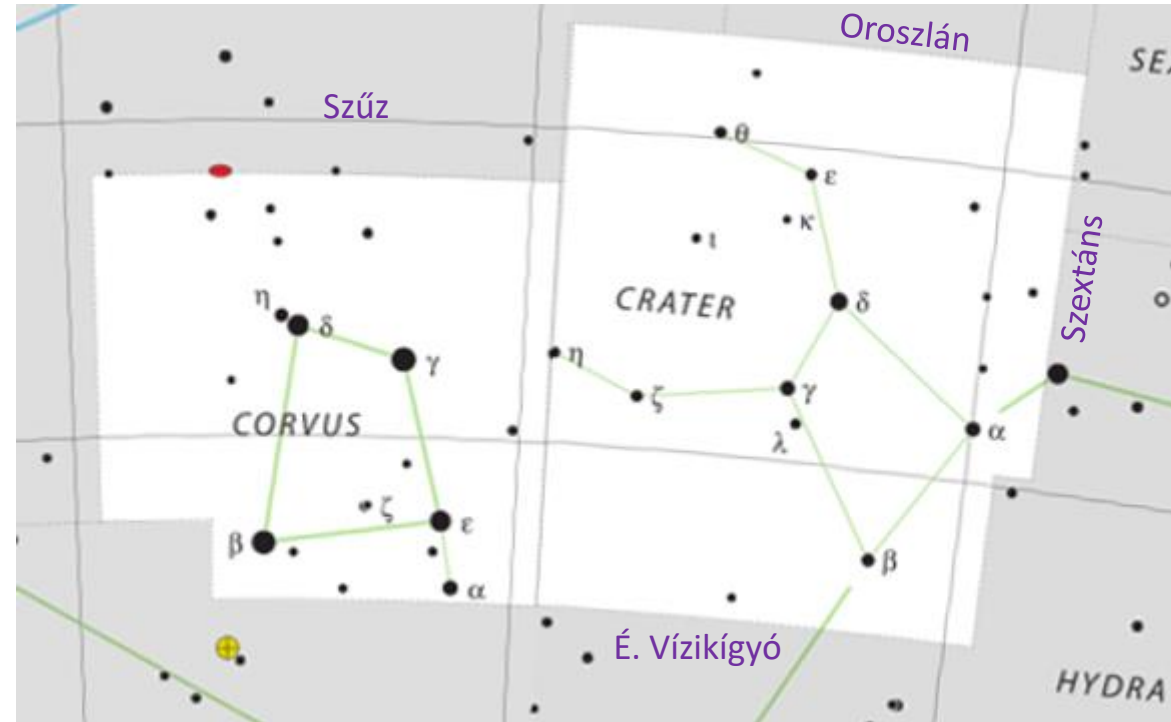 Oroszlán
SEX
Szűz
θ
ε
κ
ι
Szextáns
CRATER
δ
η
δ
γ
η
ζ
γ
λ
α
CORVUS
ζ
ε
β
α
β
É. Vízikígyó
HYDRA